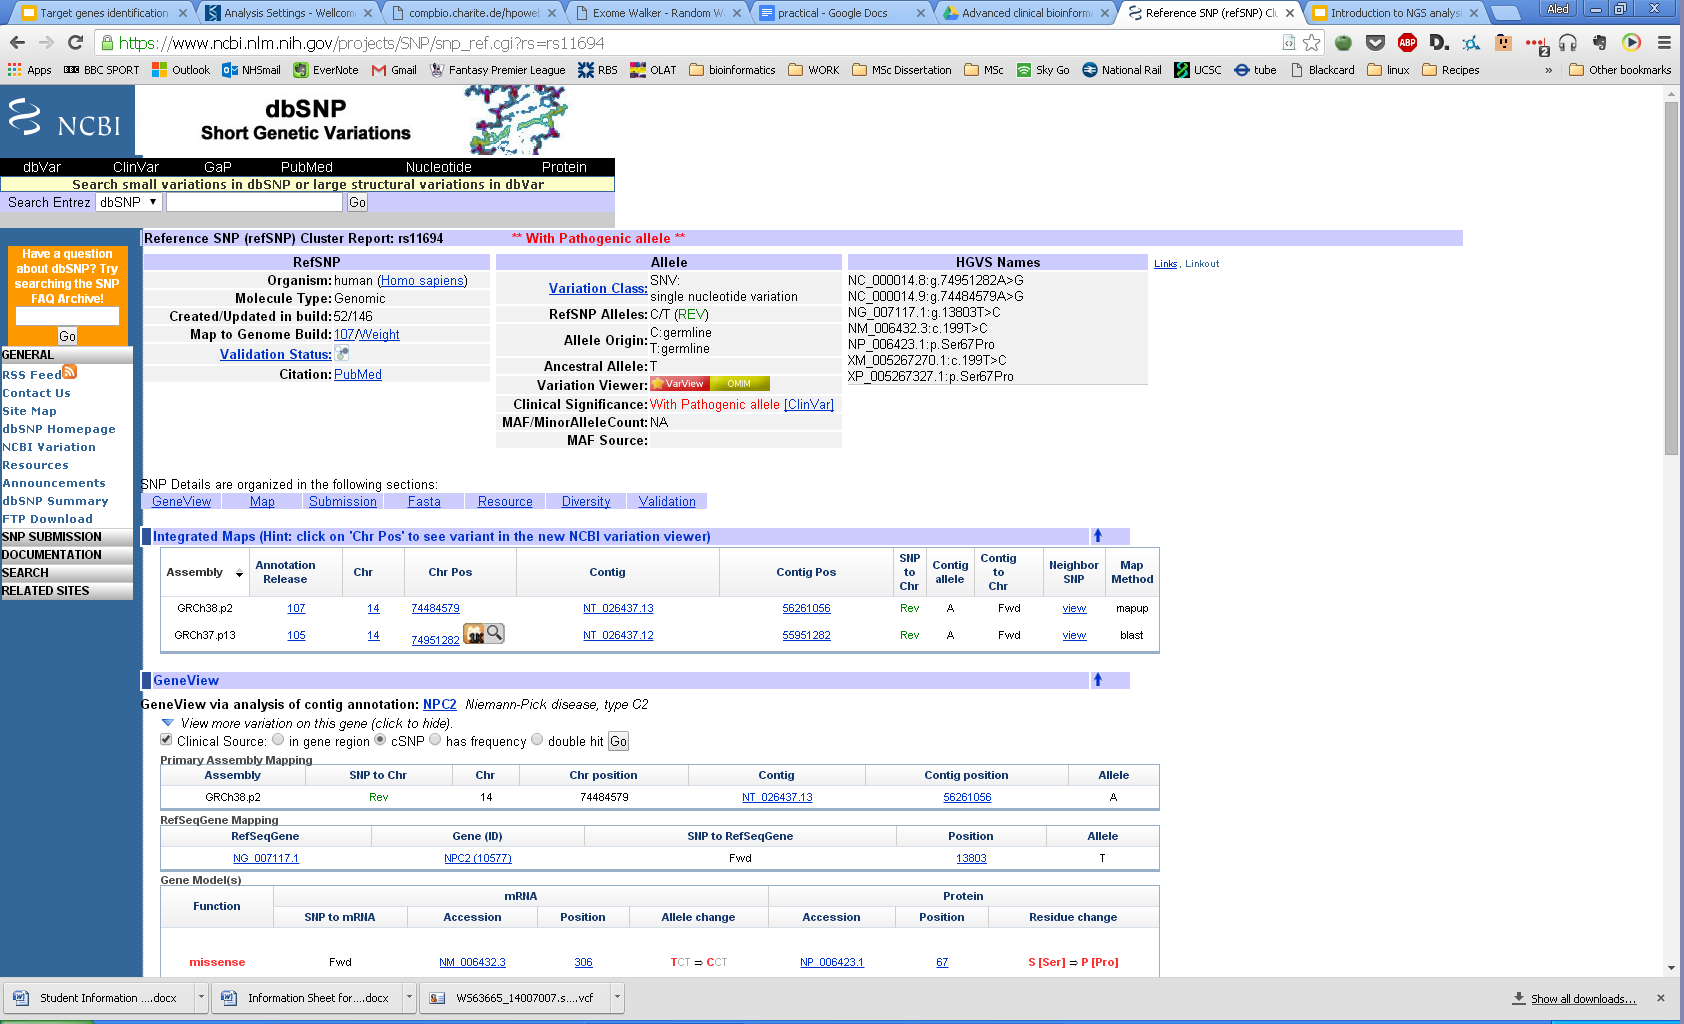 Target genes identification
Analysis Settings - Wellcom
compbio.charite.de/hpowel
Exome Walker - Random W
practical - Google Docs
Advanced clinical bioinform
Reference SNP (refSNP) Cl
Introduction to NGS analysi
Aled
https://www.ncbi.nlm.nih.gov/projects/SNP/snp_ref.cgi?rs=rs11694
ABP
D.
2
Apps
BBC SPORT
Outlook
NHSmail
EverNote
Gmail
Fantasy Premier League
RBS
OLAT
bioinformatics
WORK
MSc Dissertation
MSc
Sky Go
National Rail
UCSC
tube
Blackcard
linux
Recipes
»
Other bookmarks
NCBI
dbSNP
Short Genetic Variations
dbVar ClinVar GaP PubMed Nucleotide Protein
Search small variations in dbSNP or large structural variations in dbVar
Search Entrez dbSNP Go
Have a question
about dbSNP? Try
searching the SNP
FAQ Archive!
Go
GENERAL
RSS Feed
Contact Us
Site Map
dbSNP Homepage
NCBI Variation
Resources
Announcements
dbSNP Summary
FTP Download
SNP SUBMISSION
DOCUMENTATION
SEARCH
RELATED SITES
Reference SNP (refSNP) Cluster Report: rs11694 ** With Pathogenic allele **
RefSNP
Organism: human (Homo sapiens)
Molecule Type: Genomic
Created/Updated in build: 52/146
Map to Genome Build: 107/Weight
Validation Status:
Citation: PubMed
Allele
Variation Class: SNV:
single nucleotide variation
RefSNP Alleles: C/T (REV)
Allele Origin: C:germline
T:germline
Ancestral Allele: T
Variation Viewer: VarView OMIM
Clinical Significance: With Pathogenic allele [ClinVar]
MAF/MinorAlleleCount: NA
MAF Source:
HGVS Names
NC_000014.8:g.74951282A>G
NC_000014.9:g.74484579A>G
NG_007117.1:g.13803T>C
NM_006432.3:c.199T>C
NP_006423.1:p.Ser67Pro
XM_005267270.1:c.199T>C
XP_005267327.1:p.Ser67Pro
Links, Linkout
SNP Details are organized in the following sections:
GeneView Map Submission Fasta Resource Diversity Validation
Integrated Maps (Hint: click on 'Chr Pos' to see variant in the new NCBI variation viewer)
Assembly Annotation Release Chr Chr Pos Contig Contig Pos SNP to Chr Contig allele Contig to Chr Neighbor SNP Map Method
GRCh38.p2 107 14 74484579 NT_026437.13 56261056 Rev A Fwd view mapup
GRCh37.p13 105 14 74951282 NT_026437.12 55951282 Rev A Fwd view blast
GeneView
GeneView via analysis of contig annotation: NPC2 Niemann-Pick disease, type C2
View more variation on this gene (click to hide).
Clinical Source: in gene region cSNP has frequency double hit Go
Primary Assembly Mapping
Assembly SNP to Chr Chr Chr position Contig Contig position Allele
GRCh38.p2 Rev 14 74484579 NT_026437.13 56261056 A
RefSeqGene Mapping
RefSeqGene Gene (ID) SNP to RefSeqGene Position Allele
NG_007117.1 NPC2 (10577) Fwd 13803 T
Gene Model(s)
Function mRNA Protein
SNP to mRNA Accession Position Allele change Accession Position Residue change
missense Fwd NM_006432.3 306 TCT ⇒ CCT NP_006423.1 67 S [Ser] ⇒ P [Pro]
Student Information ....docx
Information Sheet for....docx
WS63665_14007007.s....vcf
Show all downloads...